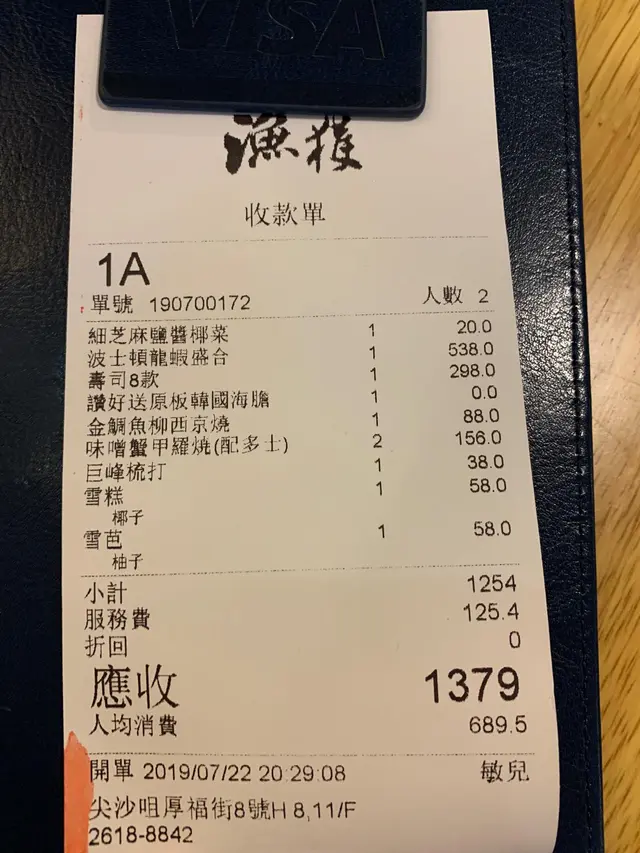 VISA
漁獲
收款單
1A
單號 190700172 人數 2
細芝麻鹽醬椰菜 1 20.0
波士頓龍蝦盛合 1 538.0
壽司8款 1 298.0
讚好送原板韓國海膽 1 0.0
金鯛魚柳西京燒 1 88.0
味噌蟹甲羅燒(配多士) 2 156.0
巨峰梳打 1 38.0
雪糕 1 58.0
椰子
雪芭 1 58.0
柚子
小計 1254
服務費 125.4
折回 0
應收 1379
人均消費 689.5
開單 2019/07/22 20:29:08 敏兒
尖沙咀厚福街8號H 8,11/F
2618-8842